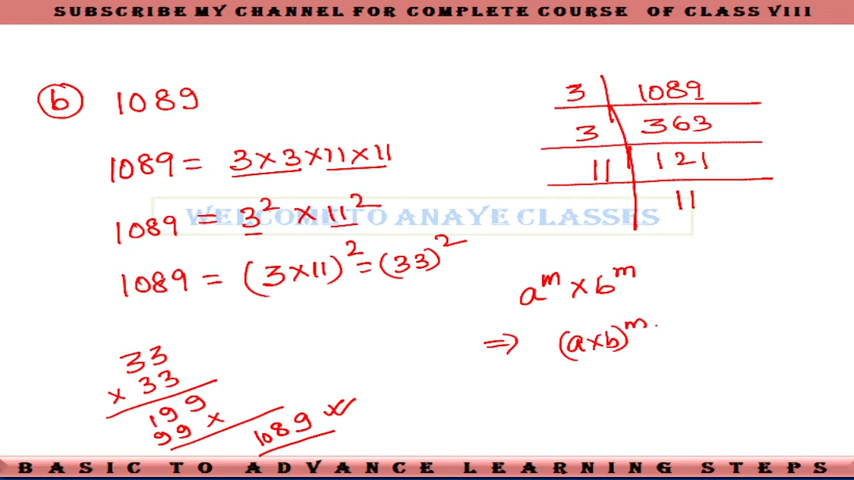 SUBSCRIBE MY CHANNEL FOR COMPLETE COURSE OF CLASS VIII
b 1089
1089 = 3×3×11×11
1089 = 3² × 11²
1089 = (3×11)² = (33)²
3 1089
3 363
11 121
11
WELCOME TO ANAYE CLASSES
aᵐ × bᵐ
⇒ (a×b)ᵐ.
33
× 33
199
99×
1089
BASIC TO ADVANCE LEARNING STEPS